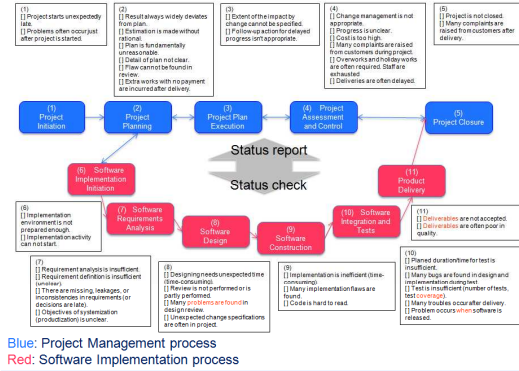 (1)
[ ] Project starts unexpectedly
late.
[ ] Problems often occur just
after project is started.
(2)
[ ] Result always widely deviates from
plan.
[ ] Estimation is made without
rational.
[ ] Plan is fundamentally
unreasonable.
[ ] Detail of plan not clear.
[ ] Flaw cannot be found in
review.
[ ] Extra works with no payment
are incurred after delivery.
(3)
[ ] Extent of the impact by
change cannot be specified.
[ ] Follow-up action for delayed
progress isn't appropriate.
(4)
[ ] Change management is not
appropriate.
[ ] Progress is unclear.
[ ] Cost is too high.
[ ] Many complaints are raised
from customers during project.
[ ] Overworks and holiday works
are often required. Staff are
exhausted
[ ] Deliveries are often delayed.
(5)
[ ] Project is not closed.
[ ] Many complaints are
raised from customers after
delivery.
(1)
Project
Initiation
(2)
Project
Planning
(3)
Project Plan
Execution
(4) Project
Assessment
and Control
(5)
Project Closure
Status report
Status check
(6) Software
Implementation
Initiation
(7) Software
Requirements
Analysis
(8)
Software
Design
(9)
Software
Construction
(10) Software
Integration and
Tests
(11)
Product
Delivery
(6)
[ ] Implementation
environment is not
prepared enough.
[ ] Implementation activity
can not start.
(7)
[ ] Requirement analysis is insufficient.
[ ] Requirement definition is insufficient
(unclear).
[ ] There are missing, leakages, or
inconsistencies in requirements (or
decisions are late).
[ ] Objectives of systemization
(productization) is unclear.
(8)
[ ] Designing needs unexpected time
(time-consuming).
[ ] Review is not performed or is
partly performed.
[ ] Many problems are found in
design review.
[ ] Unexpected change specifications
are often in project.
(9)
[ ] Implementation is inefficient (time-
consuming)
[ ] Many implementation flaws are
found.
[ ] Code is hard to read.
(11)
[ ] Deliverables are not accepted.
[ ] Deliverables are often poor in
quality.
(10)
[ ] Planed duration/time for test is
insufficient.
[ ] Many bugs are found in design and
implementation during test.
[ ] Test is insufficient (number of tests,
test coverage).
[ ] Many troubles occur after delivery.
[ ] Problem occurs when software is
released.
Blue: Project Management process
Red: Software Implementation process